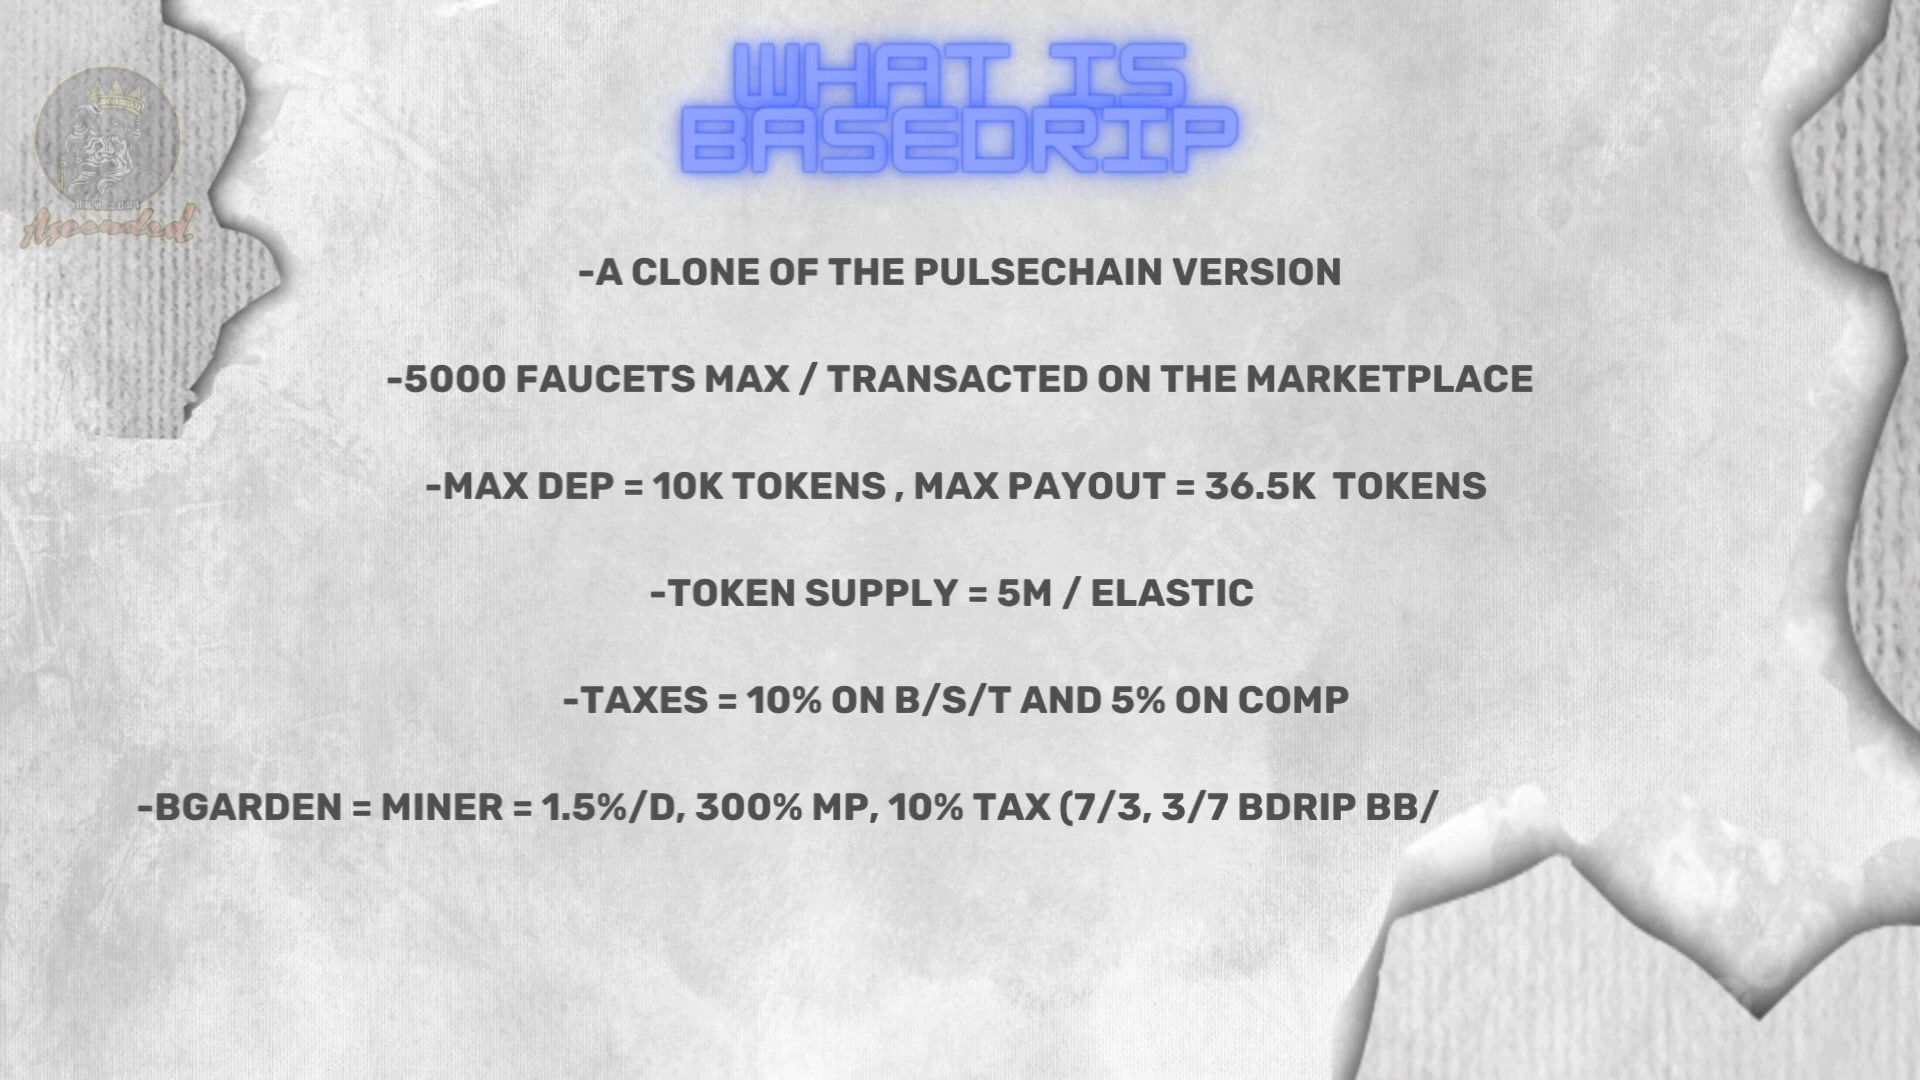 WHAT IS
BASEDRIP
EST 2021
Ascended
-A CLONE OF THE PULSECHAIN VERSION
-5000 FAUCETS MAX / TRANSACTED ON THE MARKETPLACE
-MAX DEP = 10K TOKENS , MAX PAYOUT = 36.5K  TOKENS
-TOKEN SUPPLY = 5M / ELASTIC
-TAXES = 10% ON B/S/T AND 5% ON COMP
-BGARDEN = MINER = 1.5%/D, 300% MP, 10% TAX (7/3, 3/7 BDRIP BB/